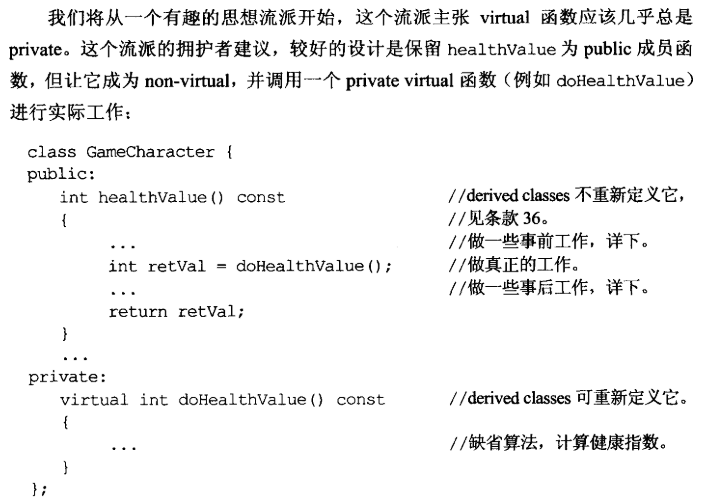 我们将从一个有趣的思想流派开始，这个流派主张 virtual 函数应该几乎总是
private。这个流派的拥护者建议，较好的设计是保留 healthValue 为 public 成员函
数，但让它成为 non-virtual，并调用一个 private virtual 函数（例如 doHealthValue）
进行实际工作：
class GameCharacter {
public:
int healthValue() const //derived classes 不重新定义它，
{ //见条款 36。
... //做一些事前工作，详下。
int retVal = doHealthValue(); //做真正的工作。
... //做一些事后工作，详下。
return retVal;
}
...
private:
virtual int doHealthValue() const //derived classes 可重新定义它。
{
... //缺省算法，计算健康指数。
}
};